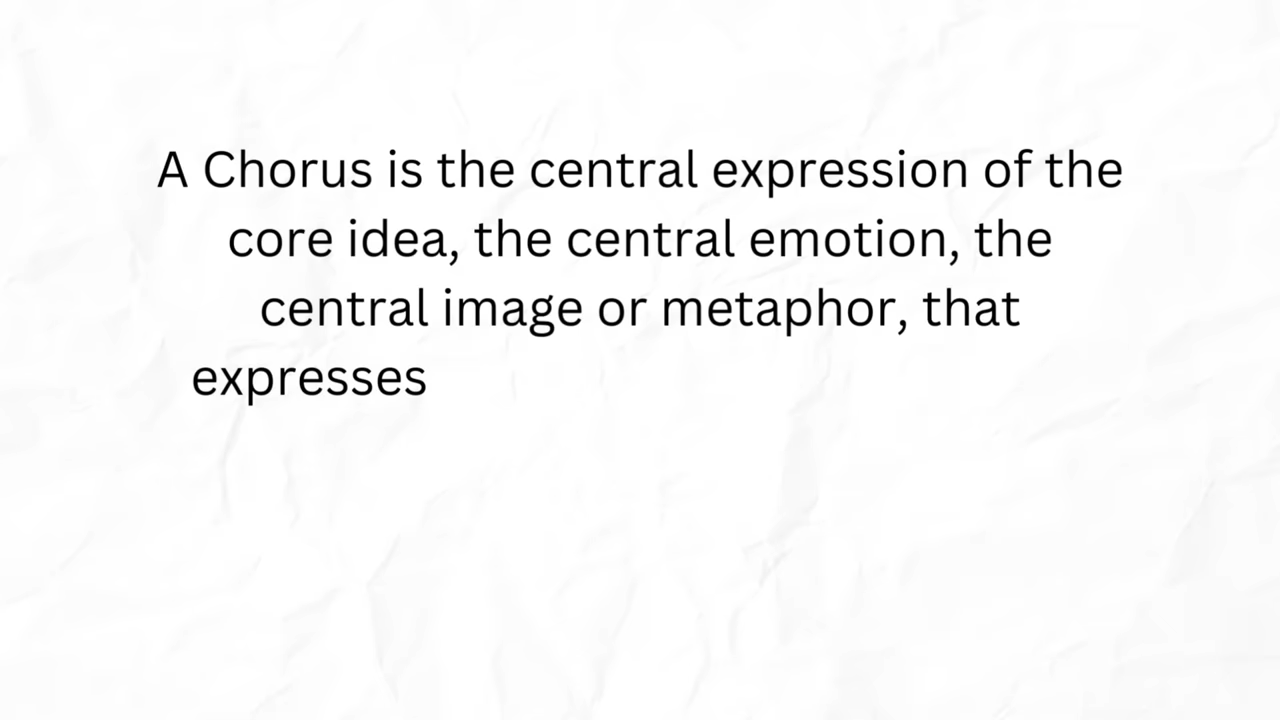 A Chorus is the central expression of the
core idea, the central emotion, the
central image or metaphor, that
expresses